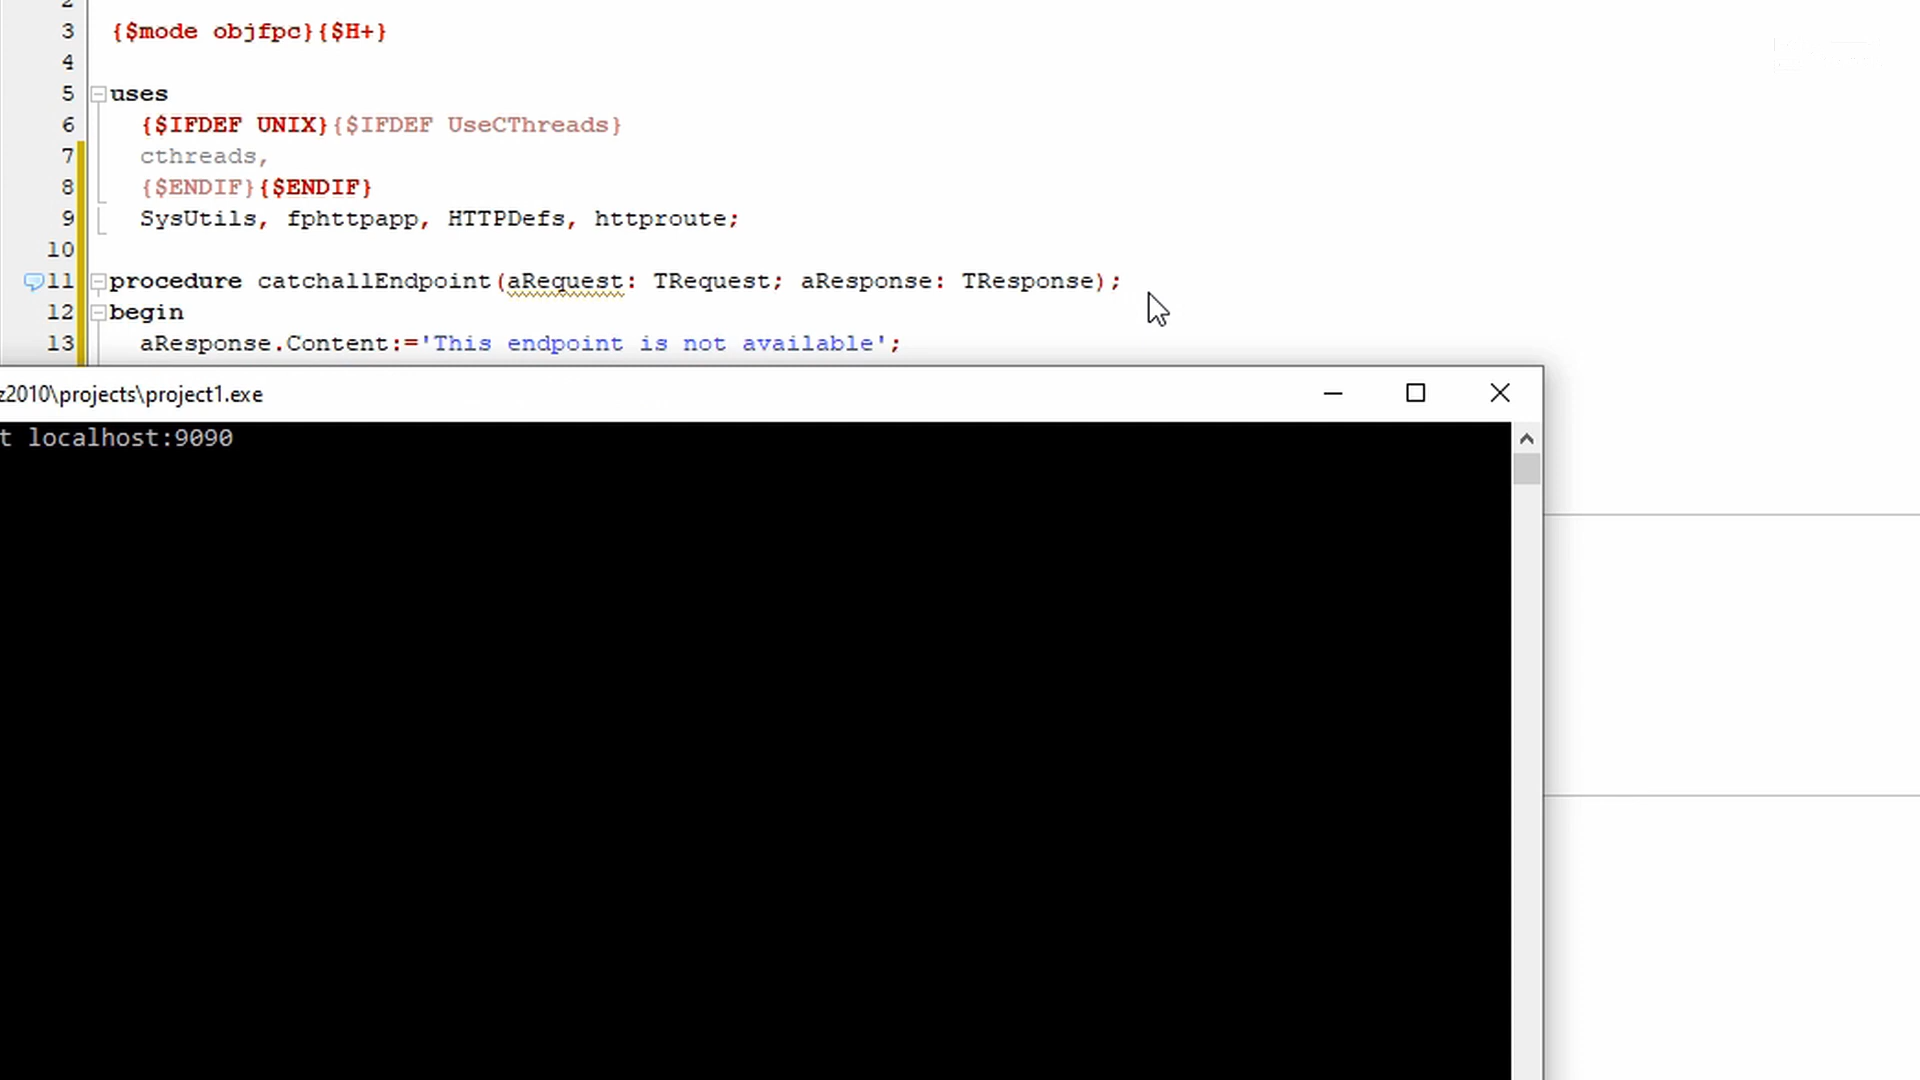 2
3 {$mode objfpc}{$H+}
4
5 uses
6 {$IFDEF UNIX}{$IFDEF UseCThreads}
7 cthreads,
8 {$ENDIF}{$ENDIF}
9 SysUtils, fphttpapp, HTTPDefs, httproute;
10
11 procedure catchallEndpoint(aRequest: TRequest; aResponse: TResponse);
12 begin
13 aResponse.Content:='This endpoint is not available';
z2010\projects\project1.exe
t localhost:9090